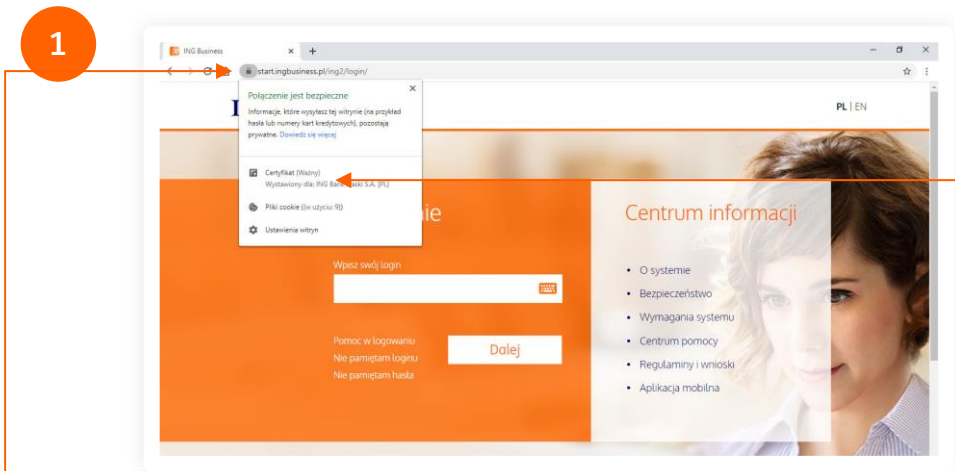 1
ING Business
start.ingbusiness.pl/ing2/login/
Połączenie jest bezpieczne
Informacje, które wysyłasz tej witrynie (na przykład
hasła lub numery kart kredytowych), pozostają
prywatne. Dowiedz się więcej
Certyfikat (Ważny)
Wystawiony dla: ING Bank S.A. [PL]
Pliki cookie ((w użyciu: 9))
Ustawienia witryn
PL | EN
ie
Wpisz swój login
Pomoc w logowaniu
Nie pamiętam loginu
Nie pamiętam hasła
Dalej
Centrum informacji
• O systemie
• Bezpieczeństwo
• Wymagania systemu
• Centrum pomocy
• Regulaminy i wnioski
• Aplikacja mobilna